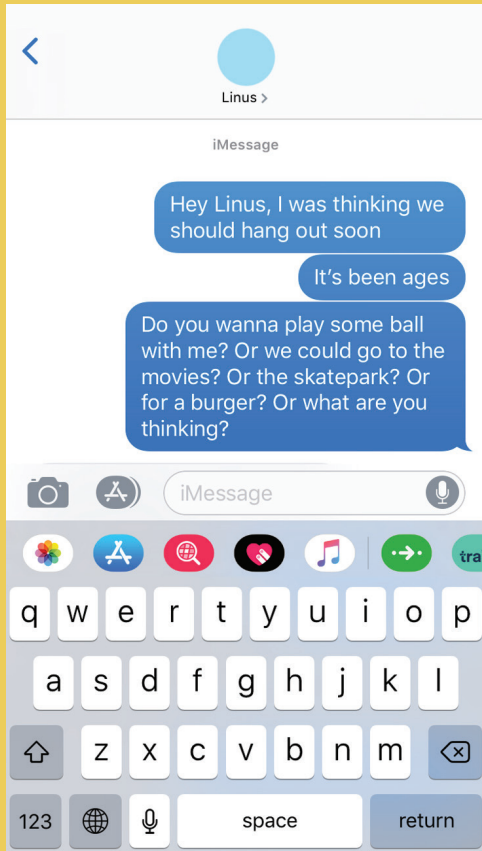 Linus >
iMessage
Hey Linus, I was thinking we
should hang out soon
It's been ages
Do you wanna play some ball
with me? Or we could go to the
movies? Or the skatepark? Or
for a burger? Or what are you
thinking?
iMessage
tra
q w e r t y u i o p
a s d f g h j k l
z x c v b n m
123 space return